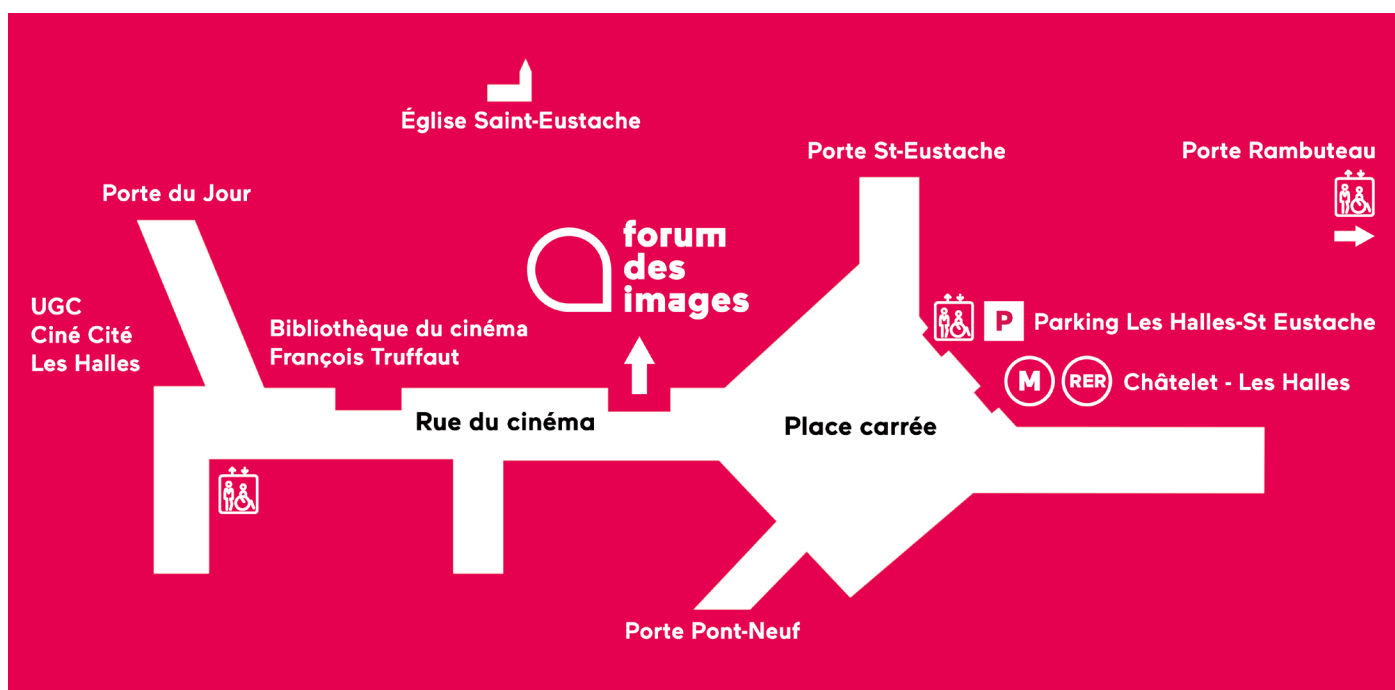 Église Saint-Eustache
Porte St-Eustache
Porte Rambuteau
Porte du Jour
forum
des
images
UGC
Ciné Cité
Les Halles
Bibliothèque du cinéma
François Truffaut
P Parking Les Halles-St Eustache
M RER Châtelet - Les Halles
Rue du cinéma
Place carrée
Porte Pont-Neuf